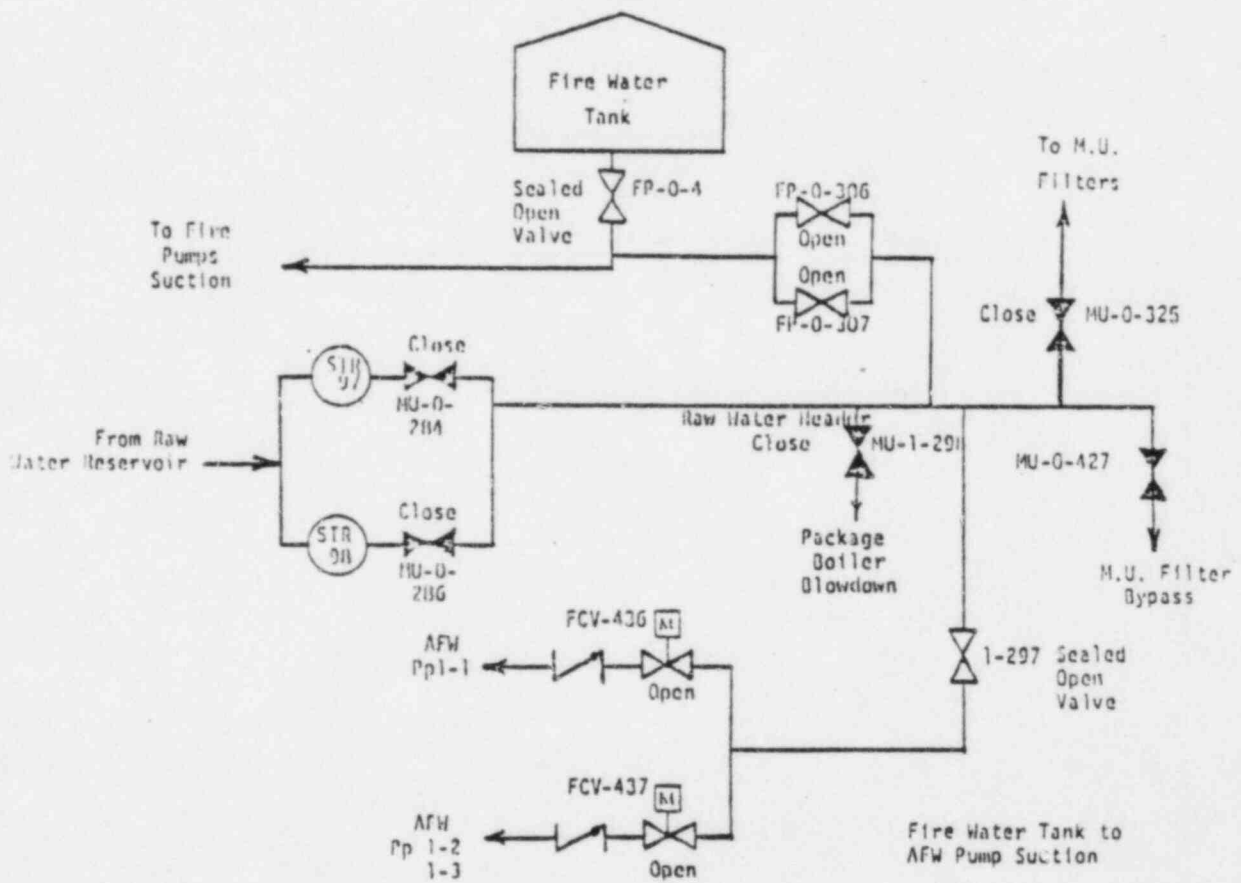 Fire Water
Tank
Sealed
Open
Valve
FP-0-4
FP-0-306
Open
Open
FP-0-307
To M.U.
Filters
To Fire
Pumps
Suction
Close
MU-0-325
STR
97
Close
MU-0-
284
From Raw
Water Reservoir
Raw Water Header
Close
MU-1-298
MU-0-427
STR
98
Close
MU-0-
286
Package
Boiler
Blowdown
M.U. Filter
Bypass
FCV-436
M
AFW
Pp1-1
Open
1-297
Sealed
Open
Valve
FCV-437
M
AFW
Pp 1-2
1-3
Open
Fire Water Tank to
AFW Pump Suction